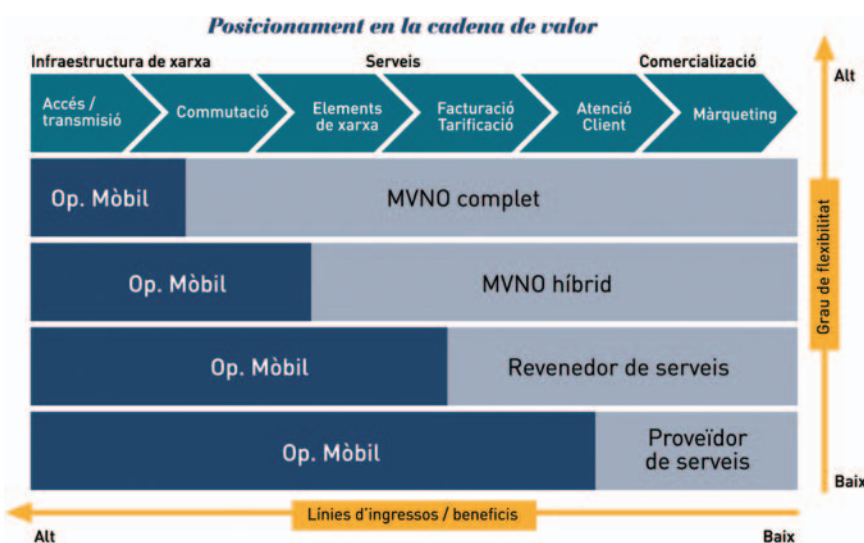 Posicionament en la cadena de valor
Infraestructura de xarxa
Serveis
Comercialització
Alt
Accés /
transmisió
Commutació
Elements
de xarxa
Facturació
Tarificació
Atenció
Client
Màrqueting
Op. Mòbil
MVNO complet
Op. Mòbil
MVNO híbrid
Op. Mòbil
Revenedor de serveis
Op. Mòbil
Proveïdor
de serveis
Grau de flexibilitat
Baix
Línies d'ingressos / beneficis
Alt
Baix